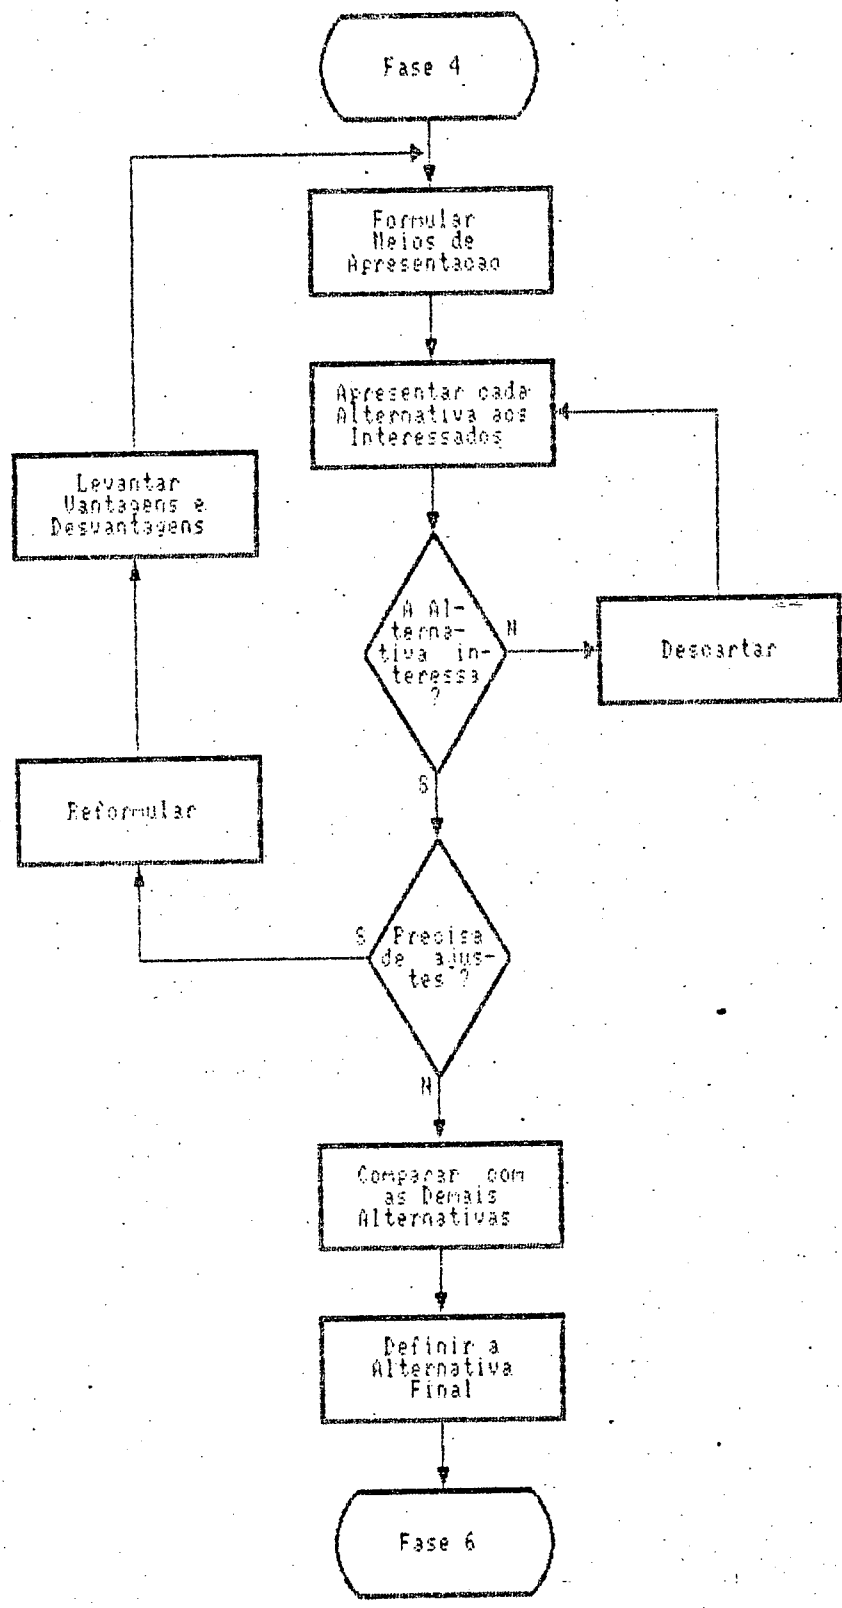 Fase 4
Formular
Meios de
Apresentacao
Apresentar cada
Alternativa aos
Interessados
Levantar
Vantagens e
Desvantagens
A Al-
terna-
tiva in-
teressa
?
N
Descartar
S
Reformular
S
Precisa
de ajus-
tes ?
N
Comparar com
as Demais
Alternativas
Definir a
Alternativa
Final
Fase 6